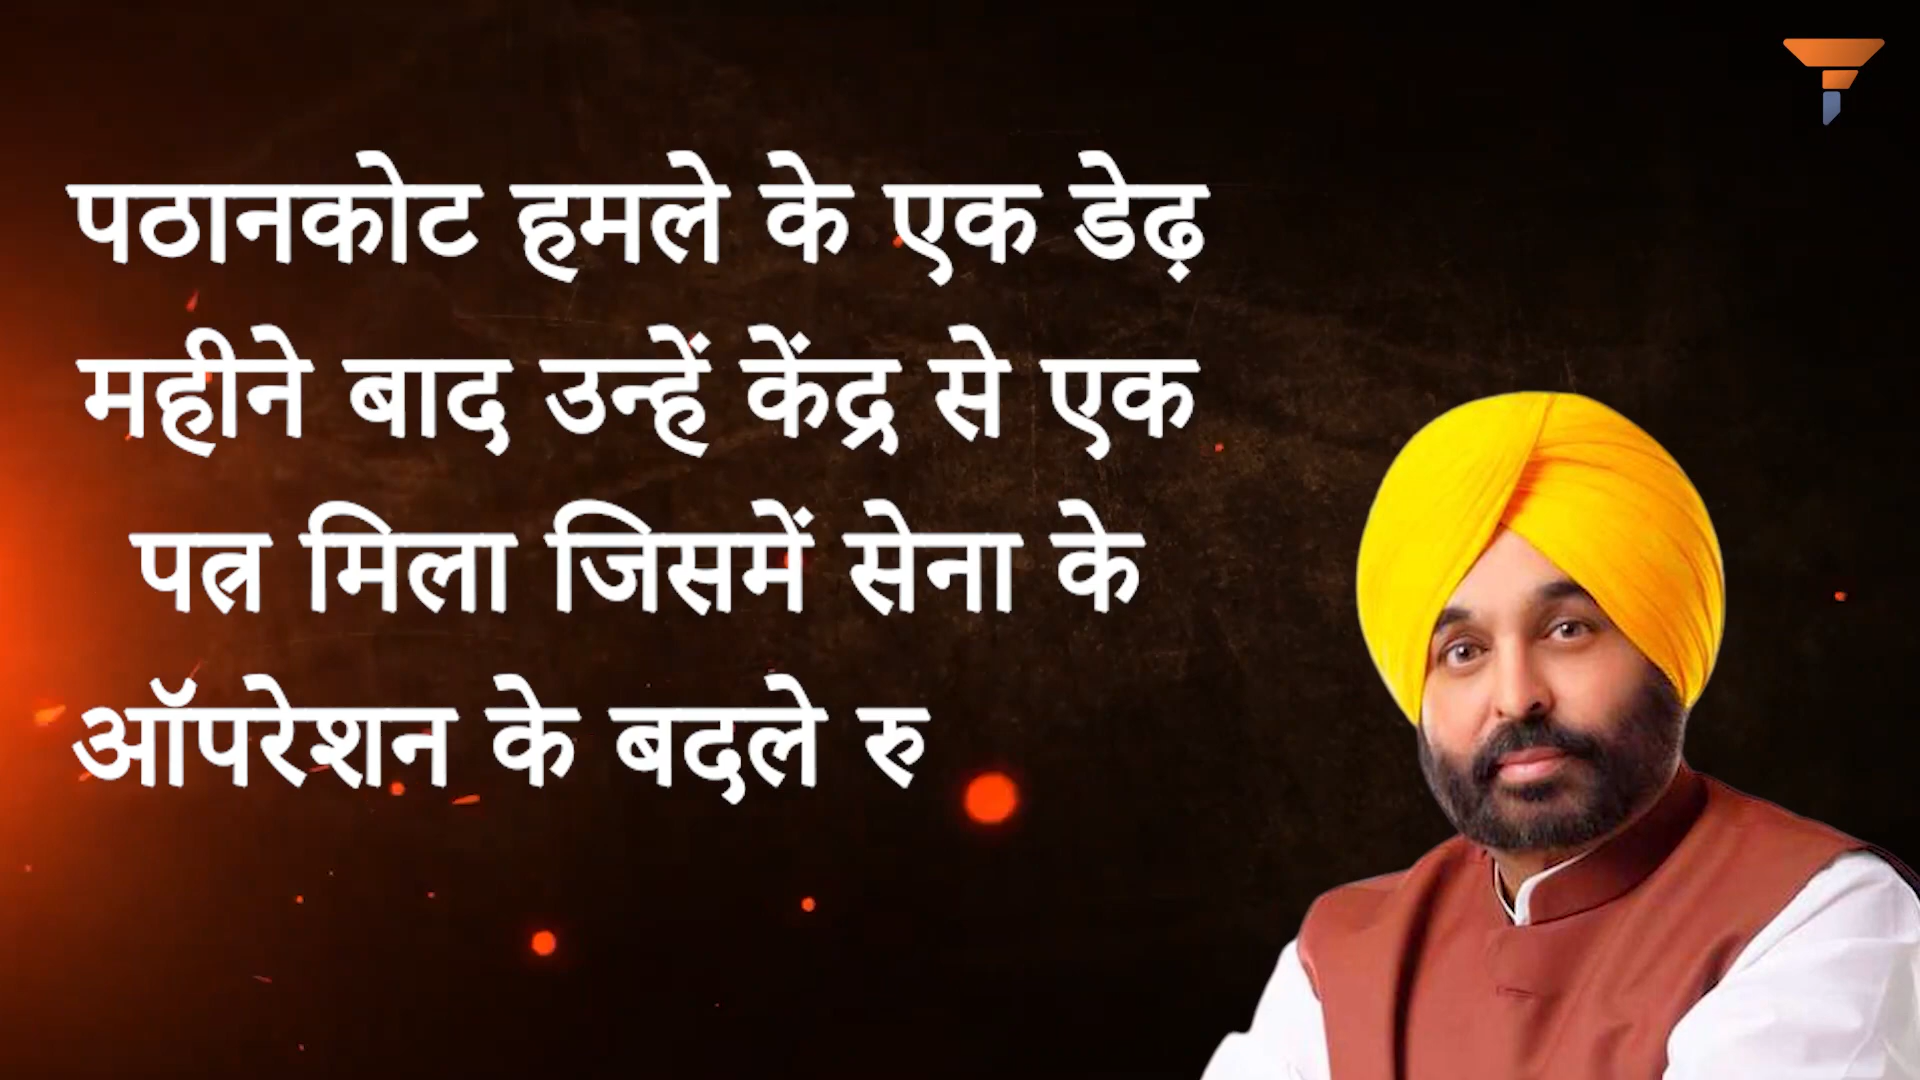 पठानकोट हमले के एक डेढ़
महीने बाद उन्हें केंद्र से एक
पत्र मिला जिसमें सेना के
ऑपरेशन के बदले रु